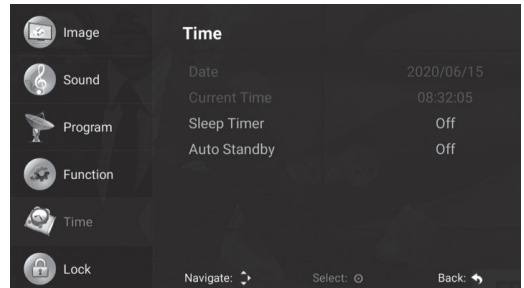 Image
Sound
Program
Function
Time
Lock
Time
Date 2020/06/15
Current Time 08:32:05
Sleep Timer Off
Auto Standby Off
Navigate: Select: Back: